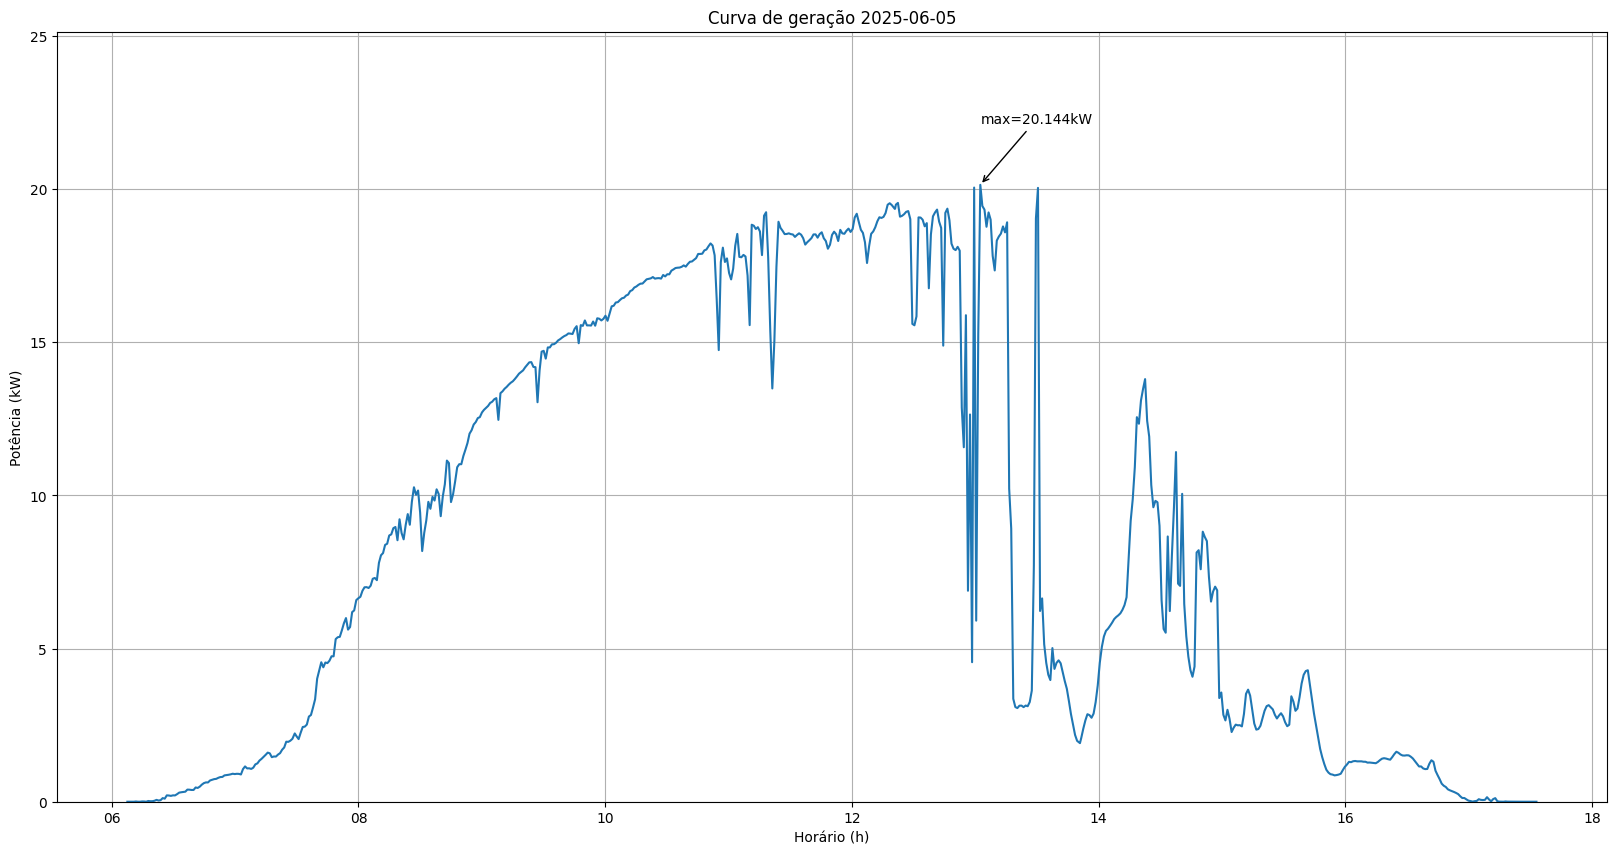 Curva de geração 2025-06-05
25
max=20.144kW
20
15
10
5
0
Potência (kW)
06 08 10 12 14 16 18
Horário (h)